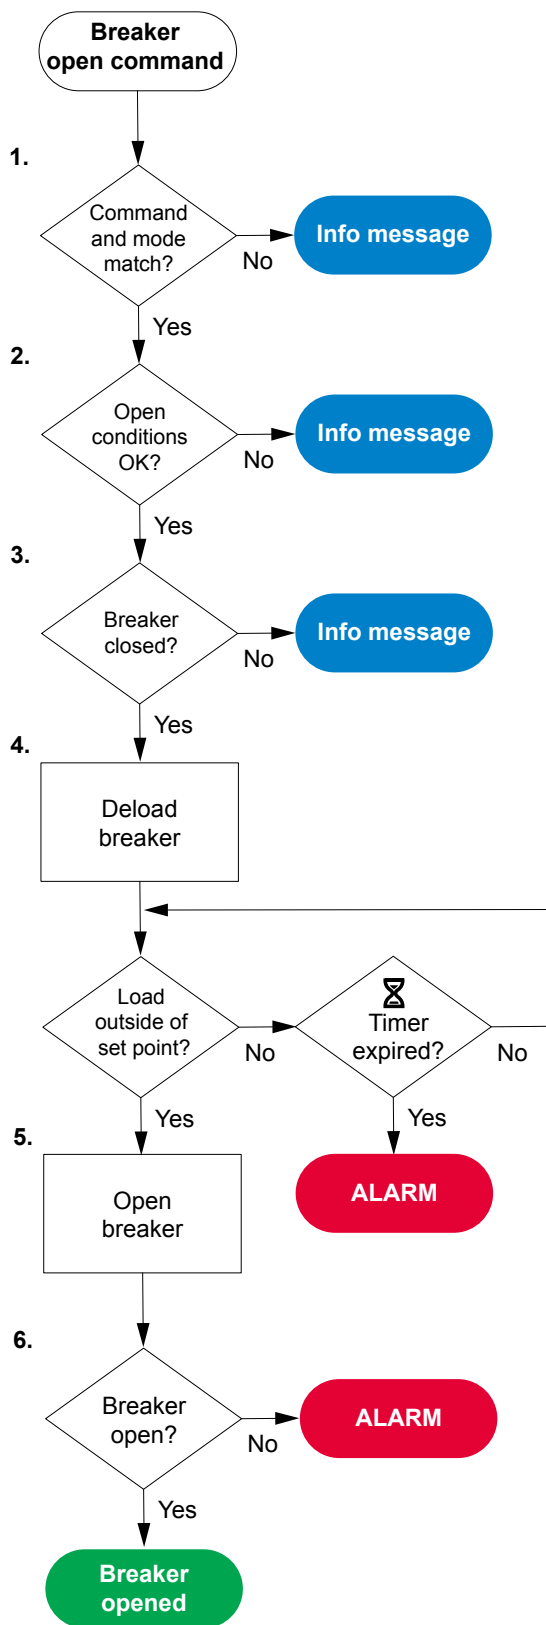 Breaker
open command
1.
Command
and mode
match?
No
Info message
Yes
2.
Open
conditions
OK?
No
Info message
Yes
3.
Breaker
closed?
No
Info message
Yes
4.
Deload
breaker
Load
outside of
set point?
No
Timer
expired?
No
Yes
Yes
5.
Open
breaker
ALARM
6.
Breaker
open?
No
ALARM
Yes
Breaker
opened